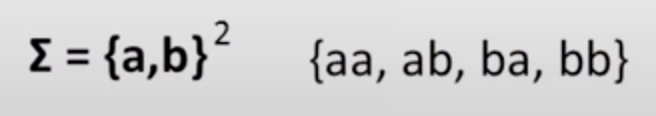 Σ = {a,b}² {aa, ab, ba, bb}